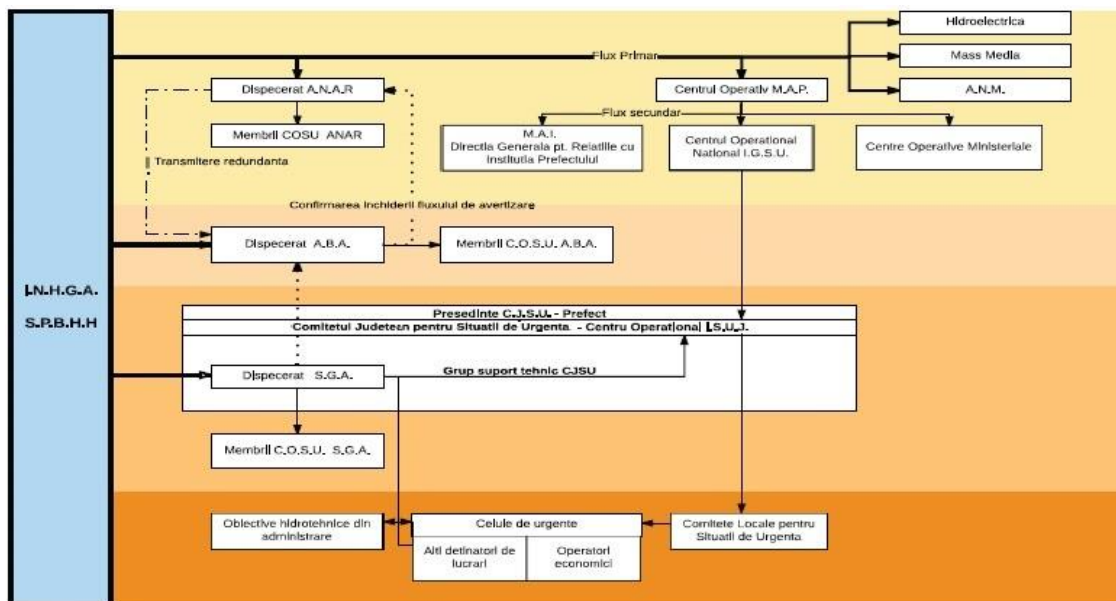 Hidroelectrica
Flux Primar
Mass Media
Dispecerat A.N.A.R
Centrul Operativ M.A.P.
A.N.M.
Flux secundar
Membrii COSU ANAR
M.A.I.
Directia Generala pt. Relatiile cu
Institutia Prefectului
Centrul Operational
National I.G.S.U.
Centre Operative Ministeriale
Transmitere redundanta
Confirmarea inchiderii fluxului de avertizare
Dispecerat A.B.A.
Membrii C.O.S.U. A.B.A.
I.N.H.G.A.
S.P.B.H.H
Presedinte C.J.S.U. - Prefect
Comitetul Judetean pentru Situatii de Urgenta - Centru Operational I.S.U.J.
Dispecerat S.G.A.
Grup suport tehnic CJSU
Membrii C.O.S.U. S.G.A.
Obiective hidrotehnice din
administrare
Celule de urgente
Alti detinatori de
lucrari
Operatori
economici
Comitete Locale pentru
Situatii de Urgenta